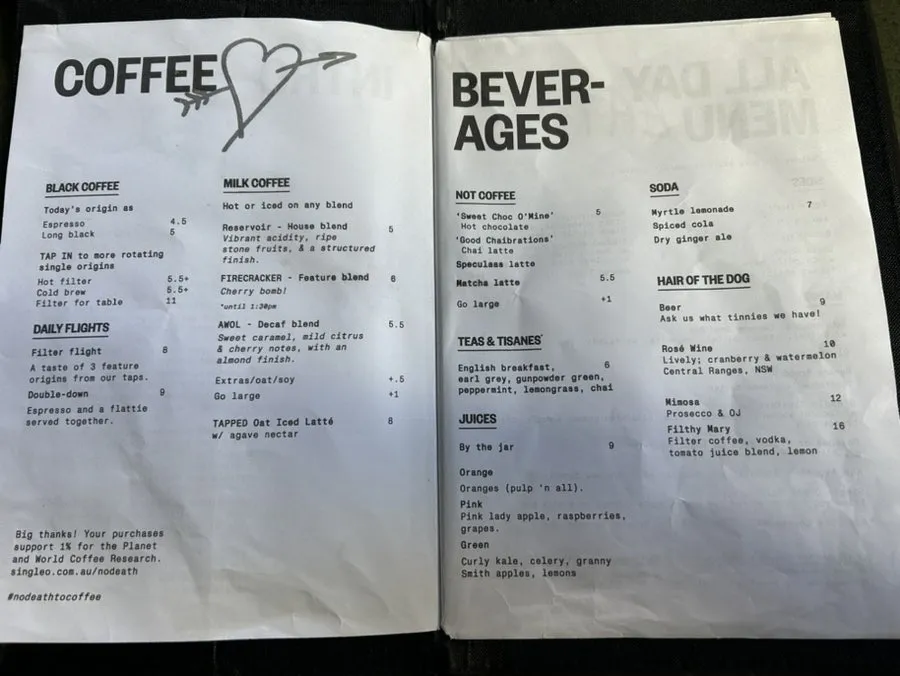 COFFEE
BLACK COFFEE
Today's origin as
Espresso 4.5
Long black 5
TAP IN to more rotating
single origins
Hot filter 5.5+
Cold brew 5.5+
Filter for table 11
DAILY FLIGHTS
Filter flight 8
A taste of 3 feature
origins from our taps.
Double-down 9
Espresso and a flattie
served together.
Big thanks! Your purchases
support 1% for the Planet
and World Coffee Research.
singleo.com.au/nodeath
#nodeathtocoffee
MILK COFFEE
Hot or iced on any blend
Reservoir - House blend 5
Vibrant acidity, ripe
stone fruits, & a structured
finish.
FIRECRACKER - Feature blend 6
Cherry bomb!
*until 1:30pm
AWOL - Decaf blend 5.5
Sweet caramel, mild citrus
& cherry notes, with an
almond finish.
Extras/oat/soy +.5
Go large +1
TAPPED Oat Iced Latté 8
w/ agave nectar
BEVER-
AGES
NOT COFFEE
'Sweet Choc O'Mine' 5
Hot chocolate
'Good Chaibrations'
Chai latte
Speculaas latte
Matcha latte 5.5
Go large +1
TEAS & TISANES
English breakfast, 6
earl grey, gunpowder green,
peppermint, lemongrass, chai
JUICES
By the jar 9
Orange
Oranges (pulp 'n all).
Pink
Pink lady apple, raspberries,
grapes.
Green
Curly kale, celery, granny
Smith apples, lemons
SODA
Myrtle lemonade 7
Spiced cola
Dry ginger ale
HAIR OF THE DOG
Beer 9
Ask us what tinnies we have!
Rosé Wine 10
Lively; cranberry & watermelon
Central Ranges, NSW
Mimosa 12
Prosecco & OJ
Filthy Mary 16
Filter coffee, vodka,
tomato juice blend, lemon
ALL DAY
MENU